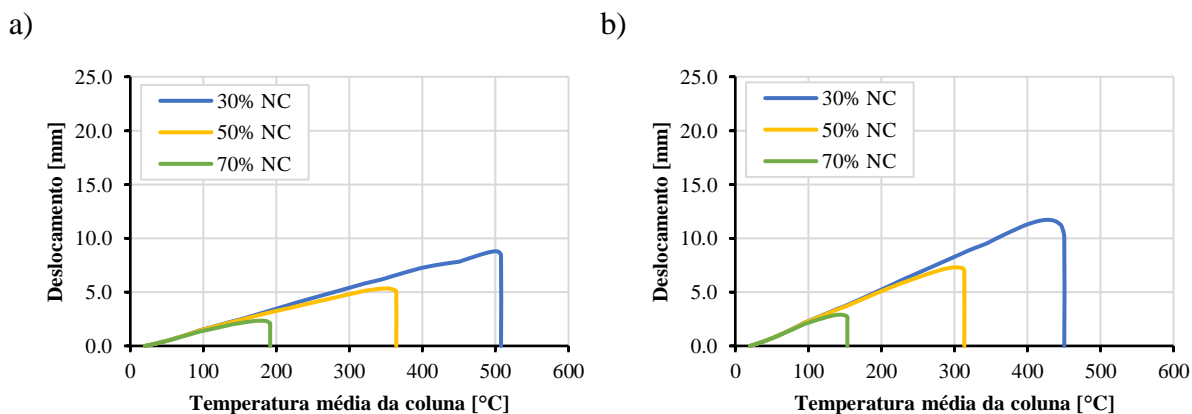 a)
25.0
20.0
15.0
10.0
5.0
0.0
Deslocamento [mm]
30% NC
50% NC
70% NC
0 100 200 300 400 500 600
Temperatura média da coluna [°C]
b)
25.0
20.0
15.0
10.0
5.0
0.0
Deslocamento [mm]
30% NC
50% NC
70% NC
0 100 200 300 400 500 600
Temperatura média da coluna [°C]